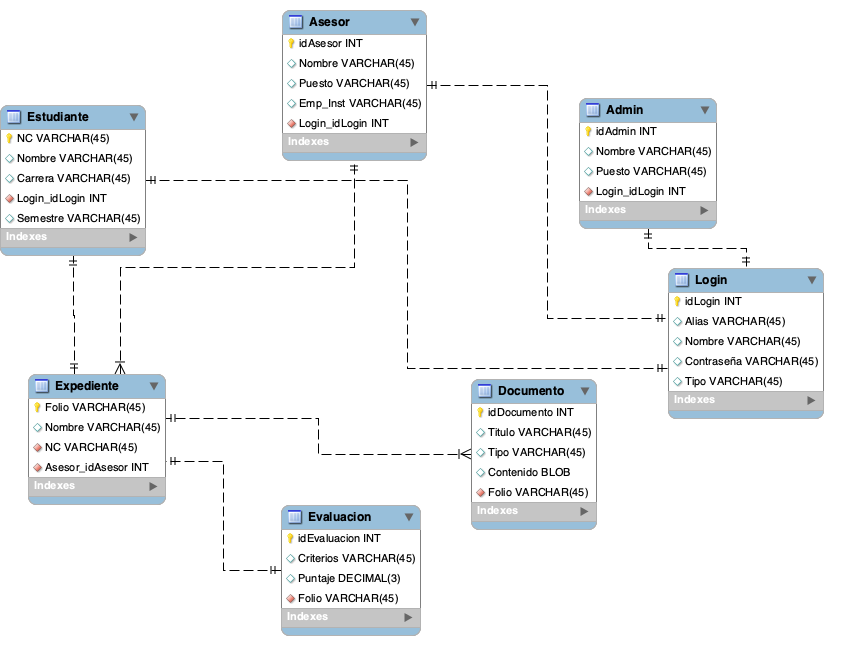 Asesor
idAsesor INT
Nombre VARCHAR(45)
Puesto VARCHAR(45)
Emp_Inst VARCHAR(45)
Login_idLogin INT
Indexes
Admin
idAdmin INT
Nombre VARCHAR(45)
Puesto VARCHAR(45)
Login_idLogin INT
Indexes
Estudiante
NC VARCHAR(45)
Nombre VARCHAR(45)
Carrera VARCHAR(45)
Login_idLogin INT
Semestre VARCHAR(45)
Indexes
Login
idLogin INT
Alias VARCHAR(45)
Nombre VARCHAR(45)
Contraseña VARCHAR(45)
Tipo VARCHAR(45)
Indexes
Expediente
Folio VARCHAR(45)
Nombre VARCHAR(45)
NC VARCHAR(45)
Asesor_idAsesor INT
Indexes
Documento
idDocumento INT
Titulo VARCHAR(45)
Tipo VARCHAR(45)
Contenido BLOB
Folio VARCHAR(45)
Indexes
Evaluacion
idEvaluacion INT
Criterios VARCHAR(45)
Puntaje DECIMAL(3)
Folio VARCHAR(45)
Indexes